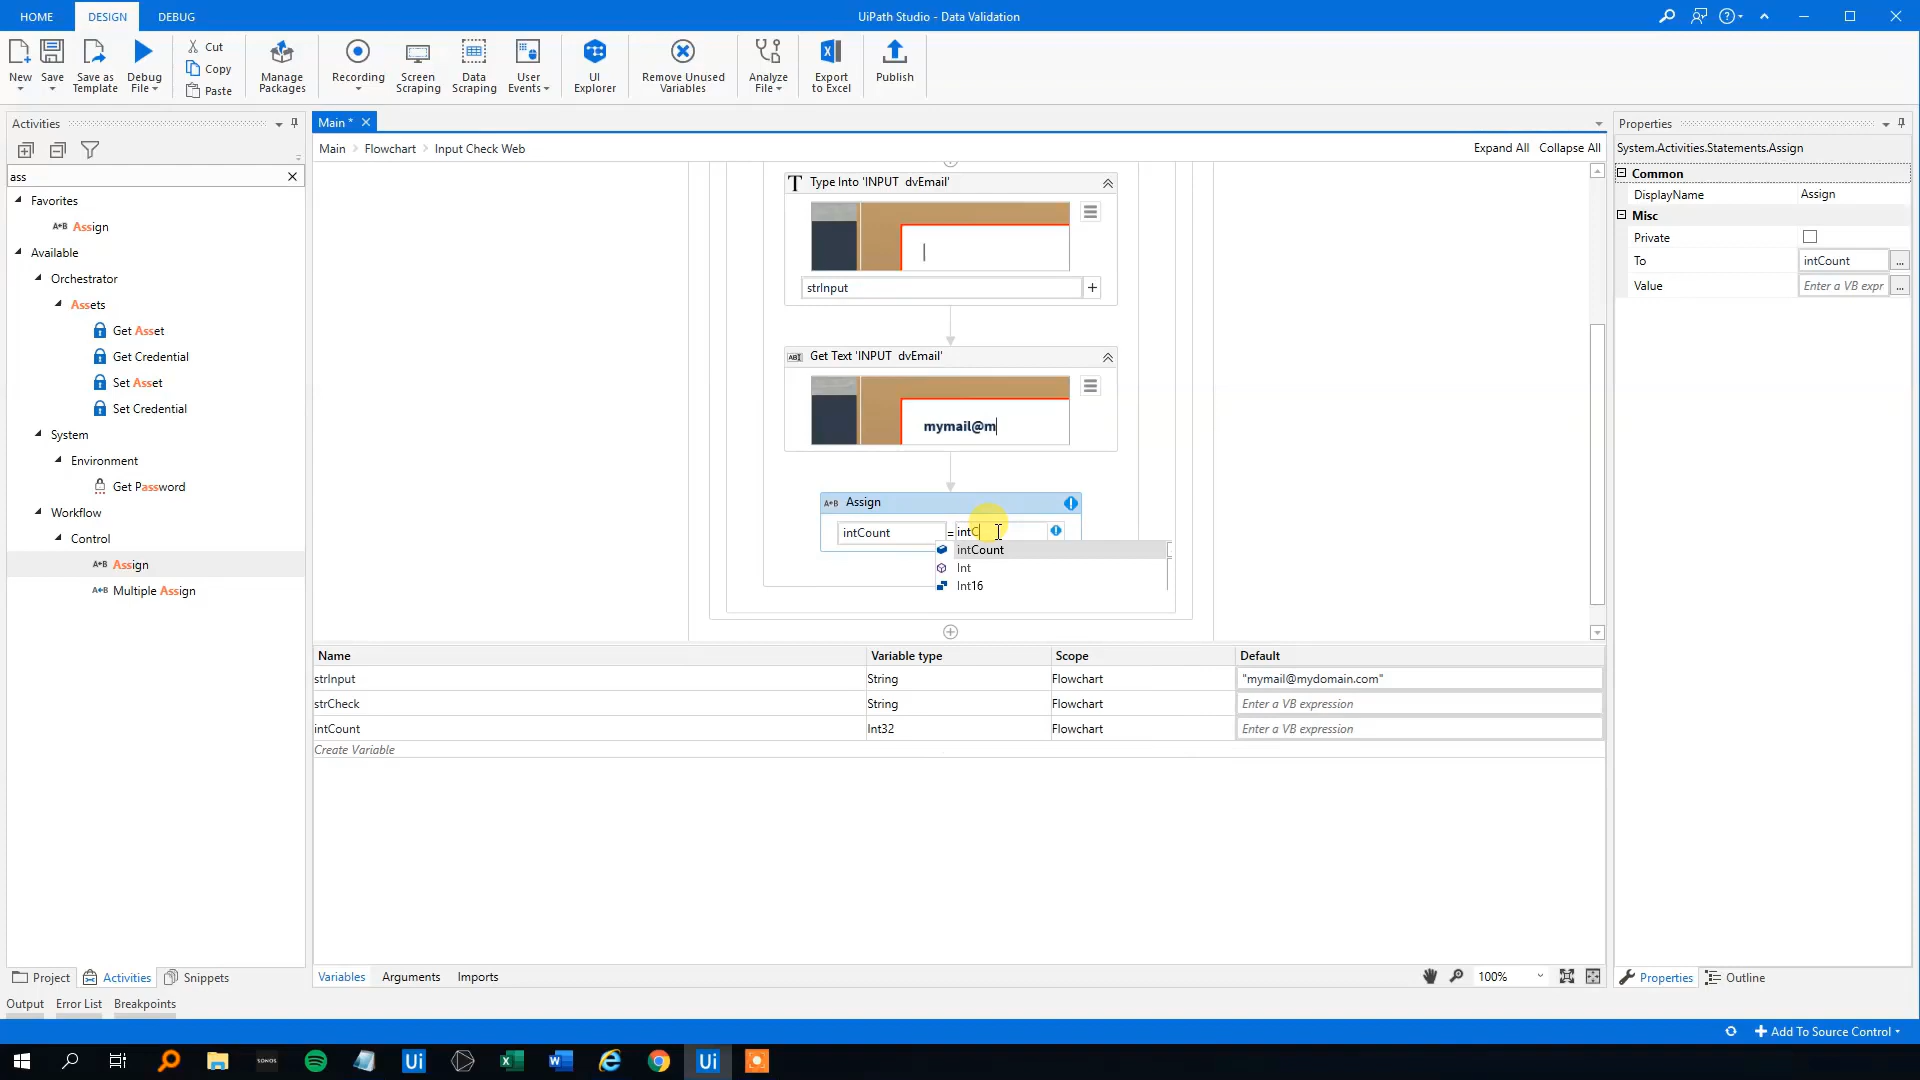 HOME DESIGN DEBUG
UiPath Studio - Data Validation
New
Save
Save as Template
Debug File
Cut
Copy
Paste
Manage Packages
Recording
Screen Scraping
Data Scraping
User Events
UI Explorer
Remove Unused Variables
Analyze File
Export to Excel
Publish
Activities
ass
Favorites
Assign
Available
Orchestrator
Assets
Get Asset
Get Credential
Set Asset
Set Credential
System
Environment
Get Password
Workflow
Control
Assign
Multiple Assign
Project Activities Snippets
Output Error List Breakpoints
Main *
Main > Flowchart > Input Check Web
Expand All Collapse All
Type Into 'INPUT dvEmail'
strInput
Get Text 'INPUT dvEmail'
mymail@m
A+B Assign
intCount = intC
intCount
Int
Int16
Name Variable type Scope Default
strInput String Flowchart "mymail@mydomain.com"
strCheck String Flowchart Enter a VB expression
intCount Int32 Flowchart Enter a VB expression
Create Variable
Variables Arguments Imports
100%
Properties
System.Activities.Statements.Assign
Common
DisplayName Assign
Misc
Private
To intCount ...
Value Enter a VB expr ...
Properties Outline
Add To Source Control
SONOS
Ui
Ui